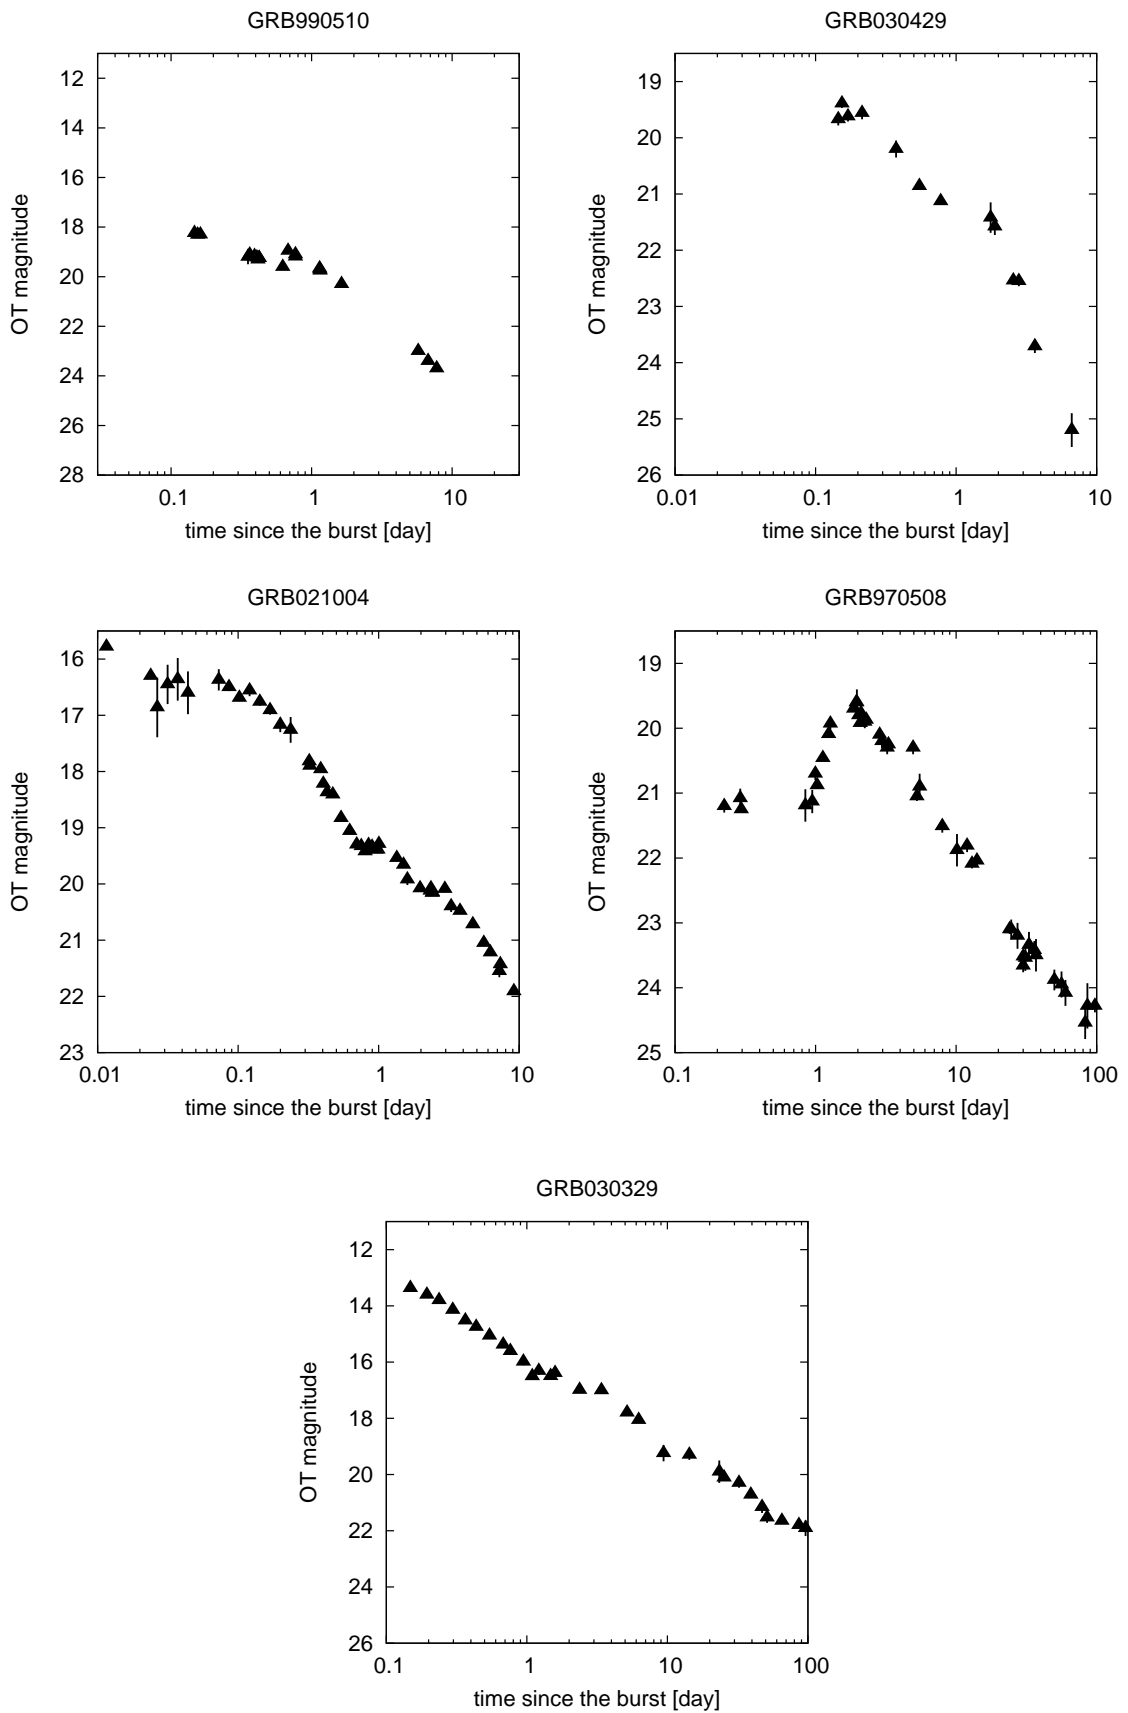 GRB990510
12
14
16
18
20
22
24
26
28
OT magnitude
0.1 1 10
time since the burst [day]
GRB030429
19
20
21
22
23
24
25
26
OT magnitude
0.01 0.1 1 10
time since the burst [day]
GRB021004
16
17
18
19
20
21
22
23
OT magnitude
0.01 0.1 1 10
time since the burst [day]
GRB970508
19
20
21
22
23
24
25
OT magnitude
0.1 1 10 100
time since the burst [day]
GRB030329
12
14
16
18
20
22
24
26
OT magnitude
0.1 1 10 100
time since the burst [day]